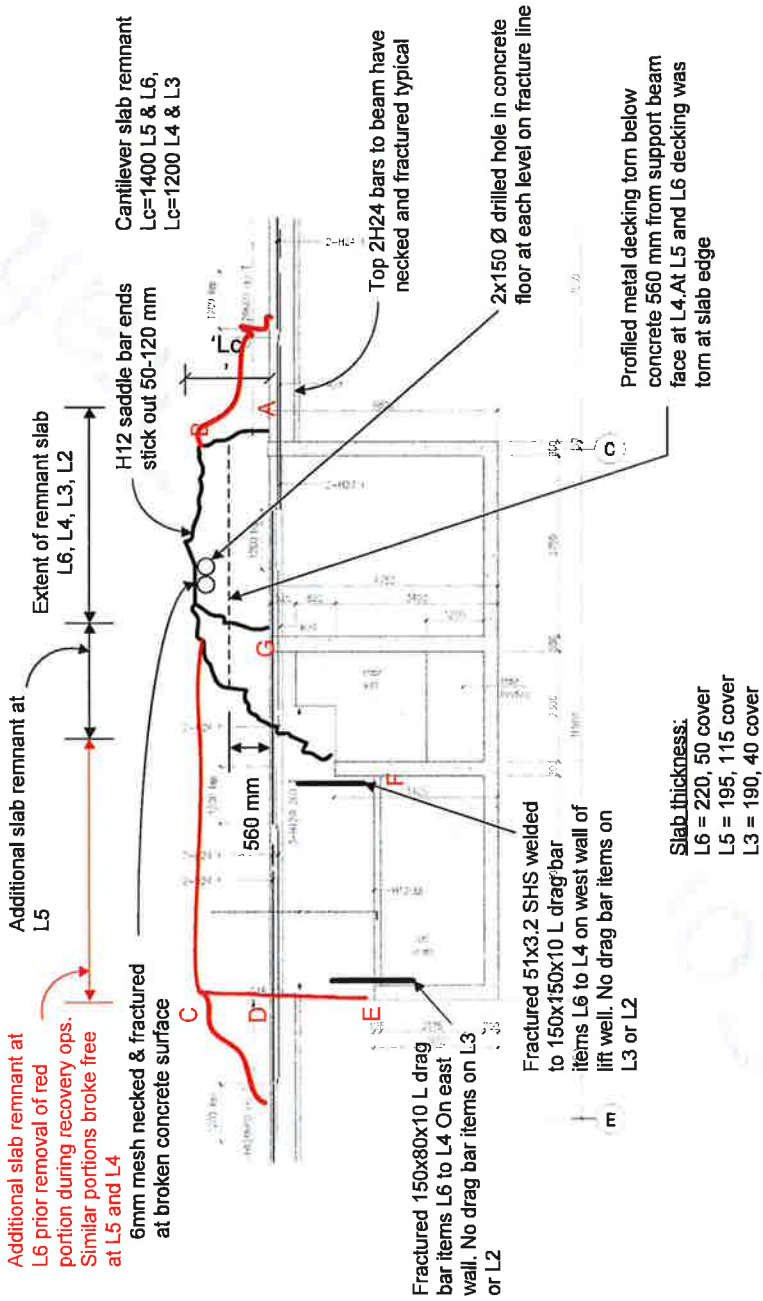 Additional slab remnant at
L6 prior removal of red
portion during recovery ops.
Similar portions broke free
at L5 and L4
Additional slab remnant at
L5
Extent of remnant slab
L6, L4, L3, L2
Cantilever slab remnant
Lc=1400 L5 & L6,
Lc=1200 L4 & L3
6mm mesh necked & fractured
at broken concrete surface
H12 saddle bar ends
stick out 50-120 mm
'Lc
'
Top 2H24 bars to beam have
necked and fractured typical
2x150 Ø drilled hole in concrete
floor at each level on fracture line
Profiled metal decking torn below
concrete 560 mm from support beam
face at L4.At L5 and L6 decking was
torn at slab edge
560 mm
A
B
C
D
E
F
G
C
E
Fractured 150x80x10 L drag
bar items L6 to L4 On east
wall. No drag bar items on L3
or L2
Fractured 51x3.2 SHS welded
to 150x150x10 L drag bar
items L6 to L4 on west wall of
lift well. No drag bar items on
L3 or L2
Slab thickness:
L6 = 220, 50 cover
L5 = 195, 115 cover
L3 = 190, 40 cover